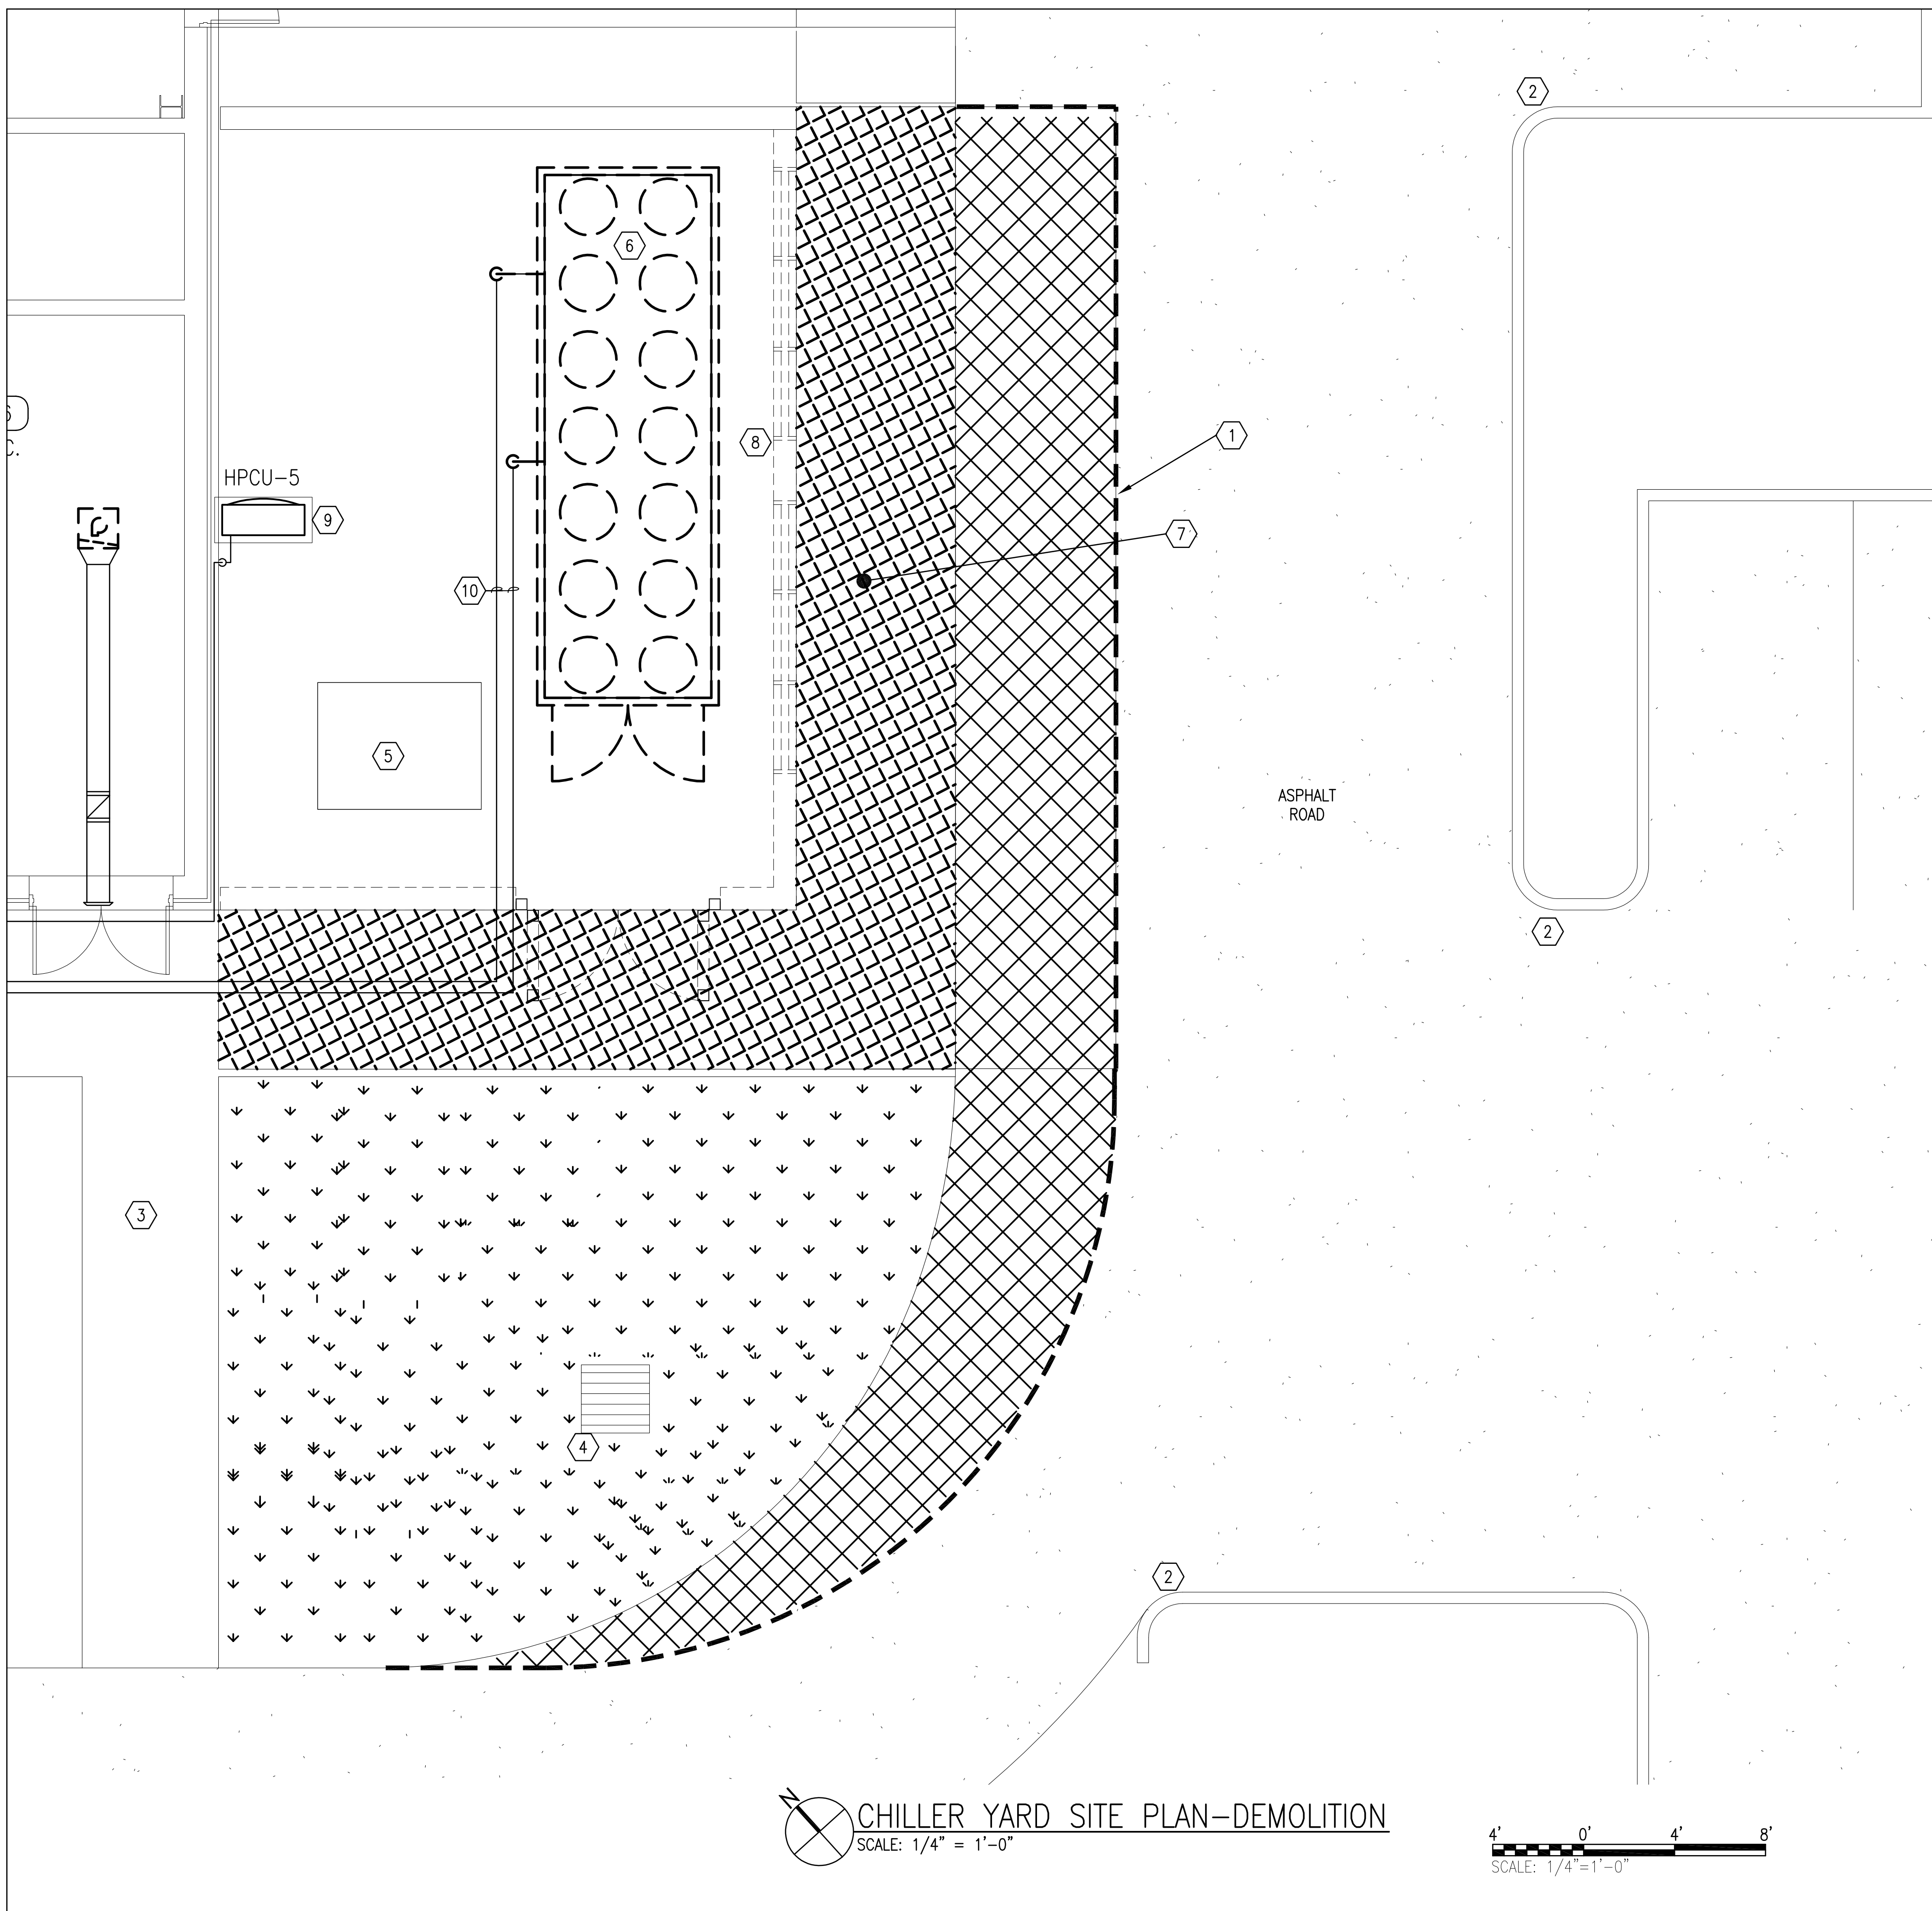 2
6
1
8
C.
HPCU-5
9
7
10
5
ASPHALT
ROAD
2
3
4
2
N
CHILLER YARD SITE PLAN-DEMOLITION
SCALE: 1/4" = 1'-0"
4' 0' 4' 8'
SCALE: 1/4"=1'-0"